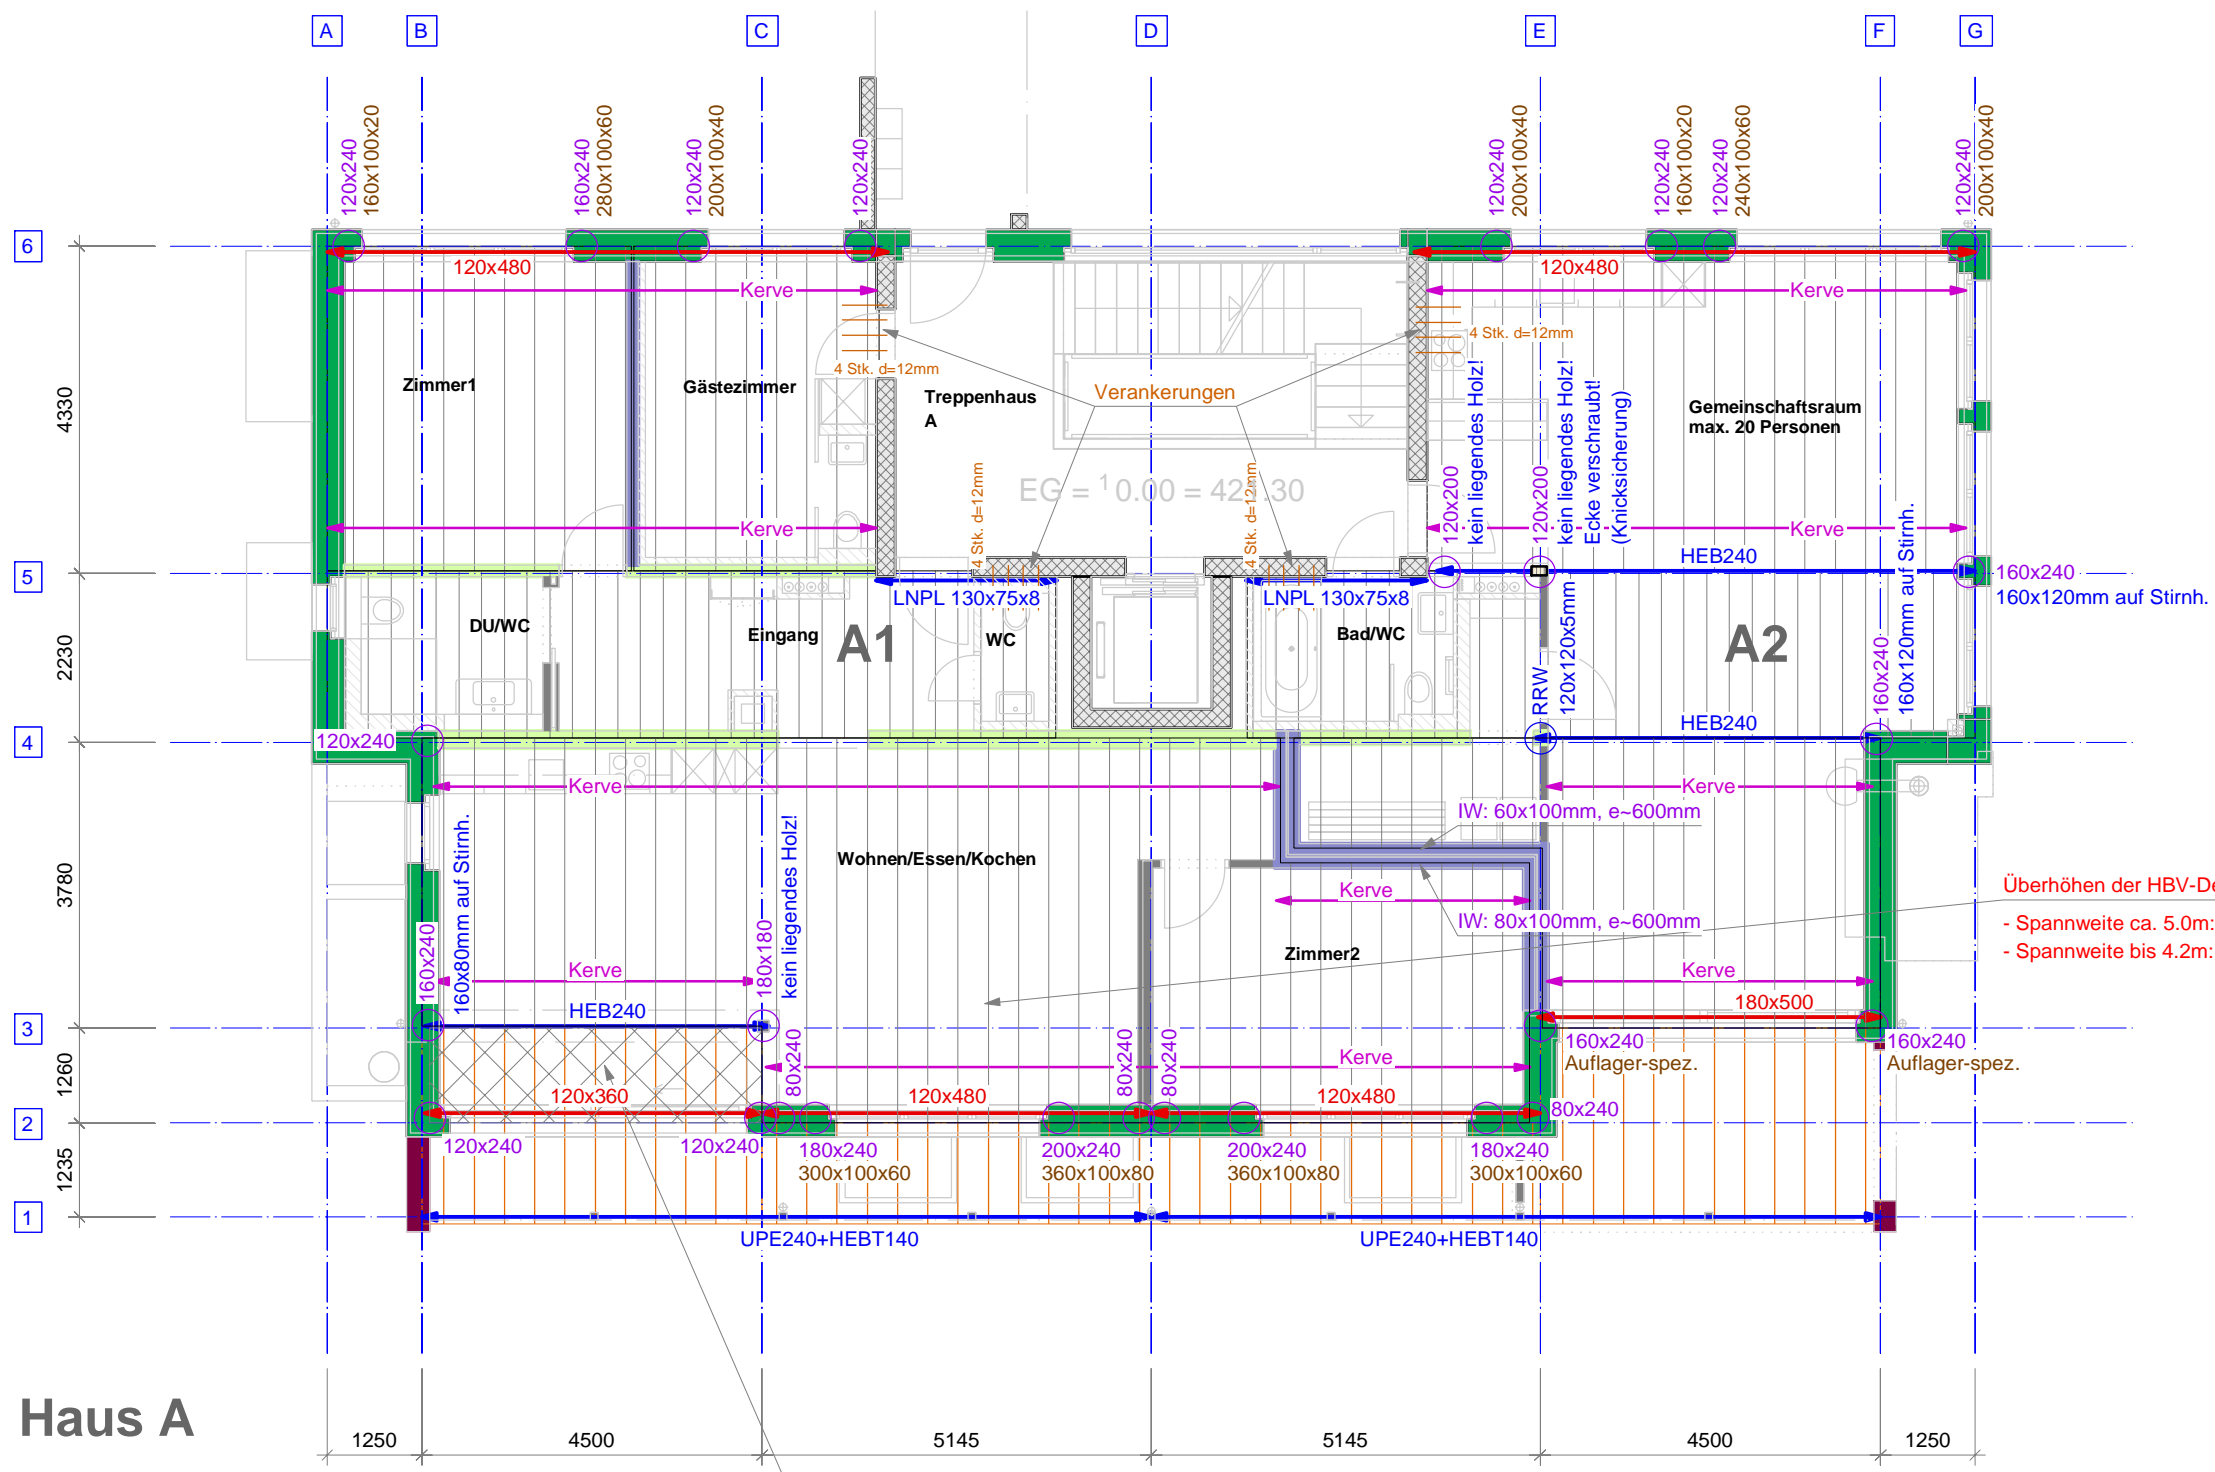 A
B
C
D
E
F
G
120x240
160x100x20
160x240
280x100x60
120x240
200x100x40
120x240
120x240
200x100x40
120x240
160x100x20
120x240
240x100x60
120x240
200x100x40
6
120x480
120x480
Kerve
Kerve
4 Stk. d=12mm
4 Stk. d=12mm
Zimmer1
Gästezimmer
Treppenhaus
A
Verankerungen
Gemeinschaftsraum
max. 20 Personen
4330
120x200
kein liegendes Holz!
120x200
kein liegendes Holz!
Ecke verschraubt!
(Knicksicherung)
4 Stk. d=12mm
4 Stk. d=12mm
Kerve
Kerve
5
HEB240
160x240
160x120mm auf Stirnh.
LNPL 130x75x8
LNPL 130x75x8
DU/WC
Eingang
A1
WC
Bad/WC
A2
2230
RRW
120x120x5mm
160x240
160x120mm auf Stirnh.
4
120x240
HEB240
Kerve
Kerve
IW: 60x100mm, e~600mm
Wohnen/Essen/Kochen
3780
160x240
160x80mm auf Stirnh.
180x180
kein liegendes Holz!
Kerve
IW: 80x100mm, e~600mm
Zimmer2
Überhöhen der HBV-De
- Spannweite ca. 5.0m:
- Spannweite bis 4.2m:
Kerve
Kerve
180x500
HEB240
3
1260
80x240
80x240
80x240
Kerve
160x240
Auflager-spez.
160x240
Auflager-spez.
120x360
120x480
120x480
80x240
2
120x240
120x240
180x240
300x100x60
200x240
360x100x80
200x240
360x100x80
180x240
300x100x60
1235
1
UPE240+HEBT140
UPE240+HEBT140
Haus A
1250
4500
5145
5145
4500
1250